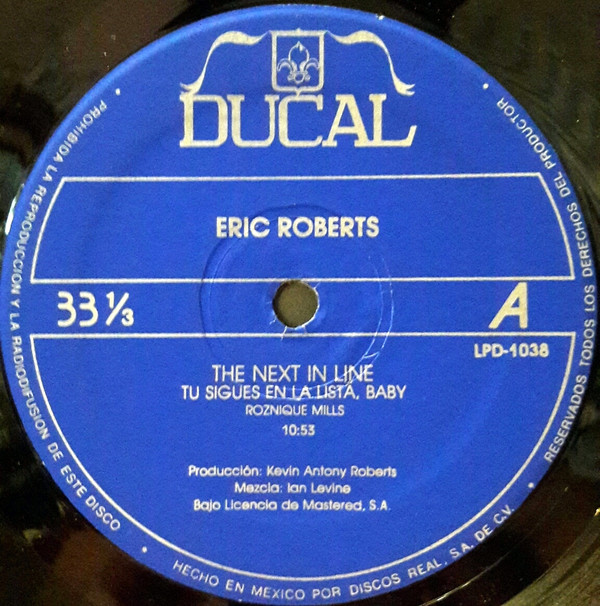 DUCAL
ERIC ROBERTS
33 ⅓
A
LPD-1038
THE NEXT IN LINE
TU SIGUES EN LA LISTA, BABY
ROZNIQUE MILLS
10:53
Producción: Kevin Antony Roberts
Mezcla: Ian Levine
Bajo Licencia de Mastered, S.A.
• PROHIBIDA LA REPRODUCCION Y LA RADIODIFUSION DE ESTE DISCO •
HECHO EN MEXICO POR DISCOS REAL, S.A. DE C.V.
• RESERVADOS TODOS LOS DERECHOS DEL PRODUCTOR •